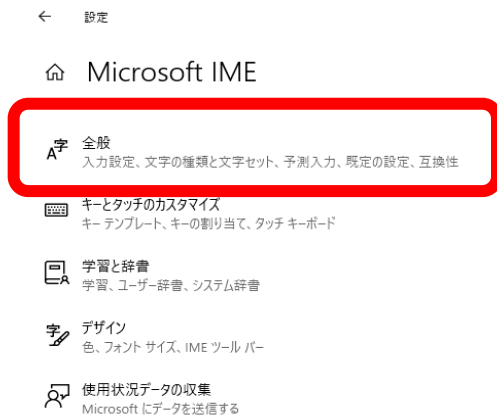 設定
Microsoft IME
全般
入力設定、文字の種類と文字セット、予測入力、既定の設定、互換性
キーとタッチのカスタマイズ
キー テンプレート、キーの割り当て、タッチ キーボード
学習と辞書
学習、ユーザー辞書、システム辞書
デザイン
色、フォント サイズ、IME ツール バー
使用状況データの収集
Microsoft にデータを送信する